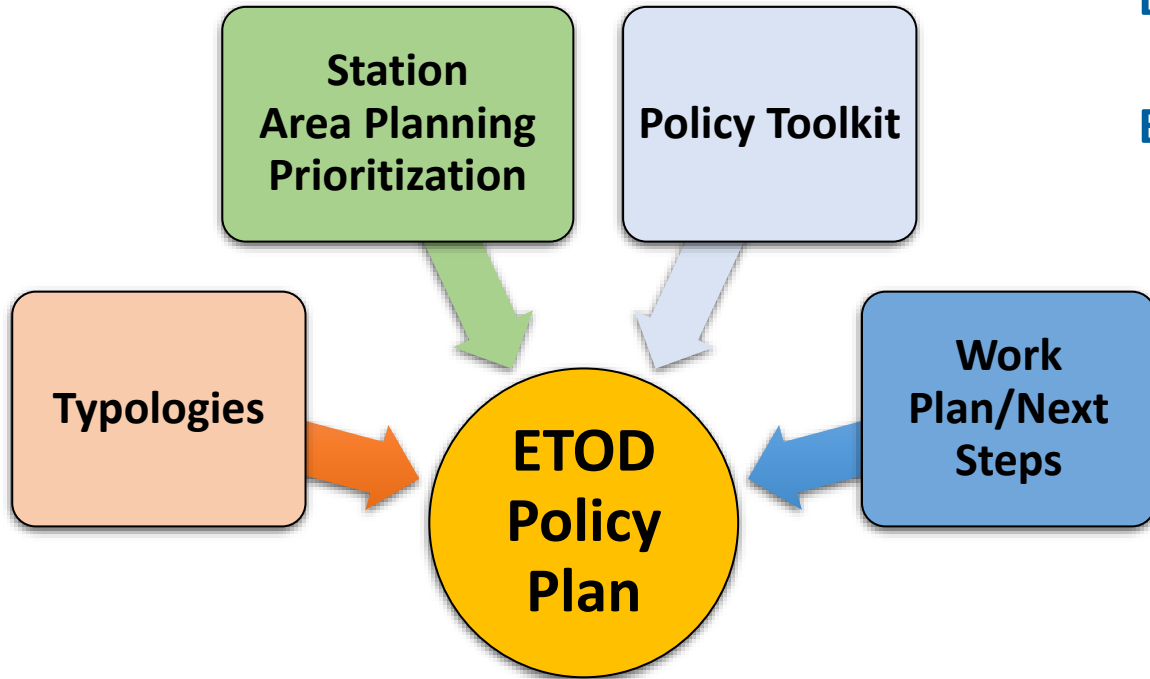 Station
Area Planning
Prioritization
Policy Toolkit
Typologies
Work
Plan/Next
Steps
ETOD
Policy
Plan